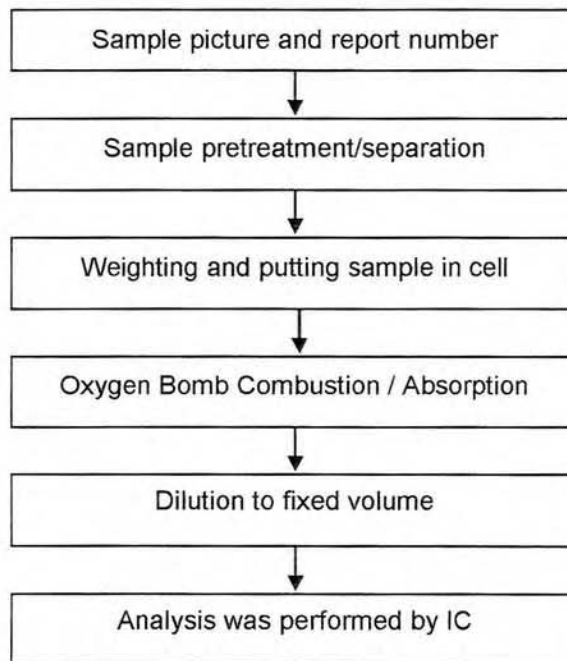 Sample picture and report number
Sample pretreatment/separation
Weighting and putting sample in cell
Oxygen Bomb Combustion / Absorption
Dilution to fixed volume
Analysis was performed by IC